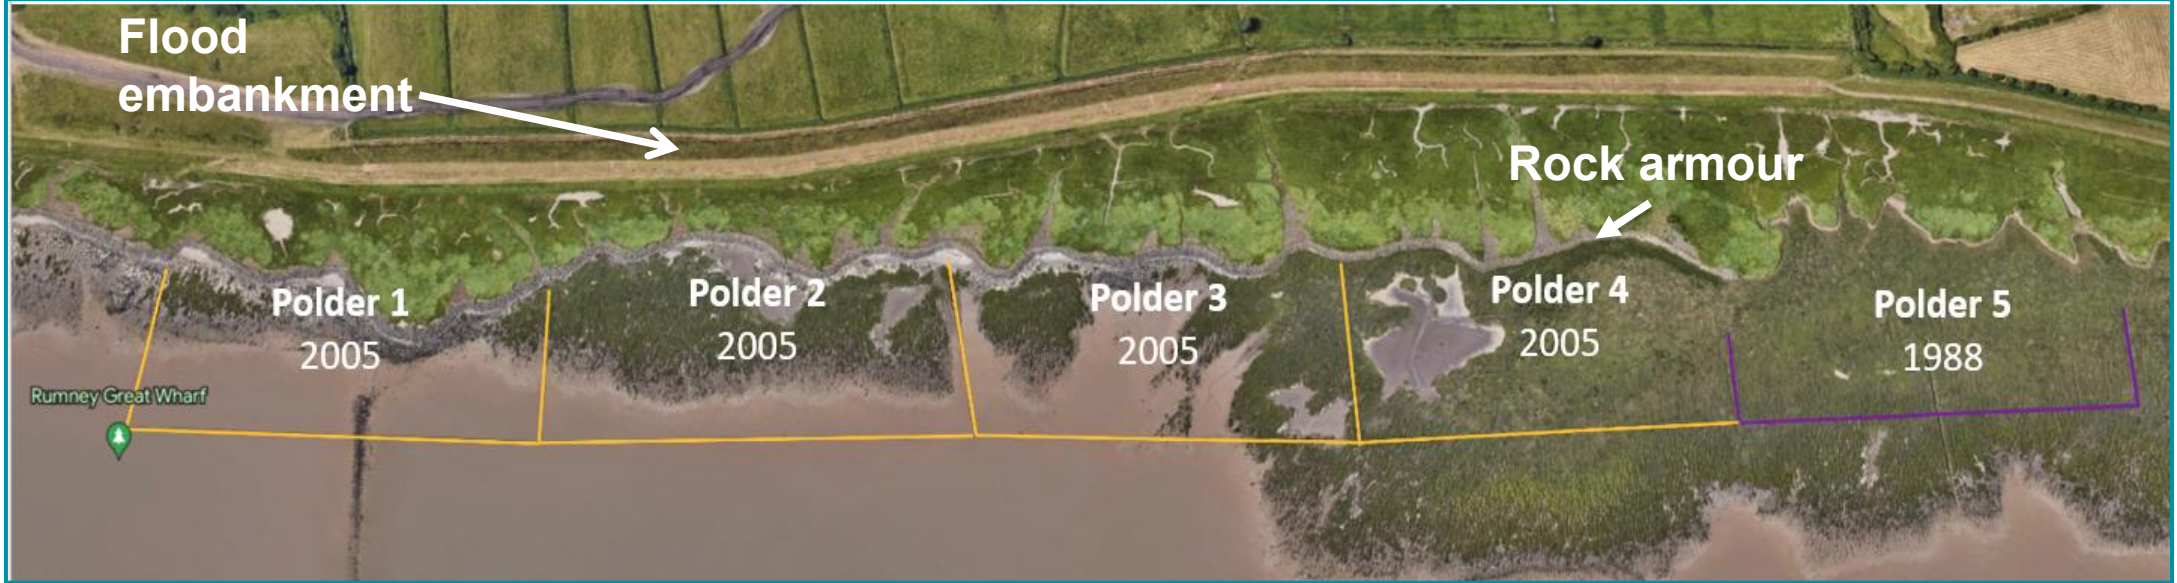 Flood
embankment
Rock armour
Polder 1
2005
Polder 2
2005
Polder 3
2005
Polder 4
2005
Polder 5
1988
Rumney Great Wharf